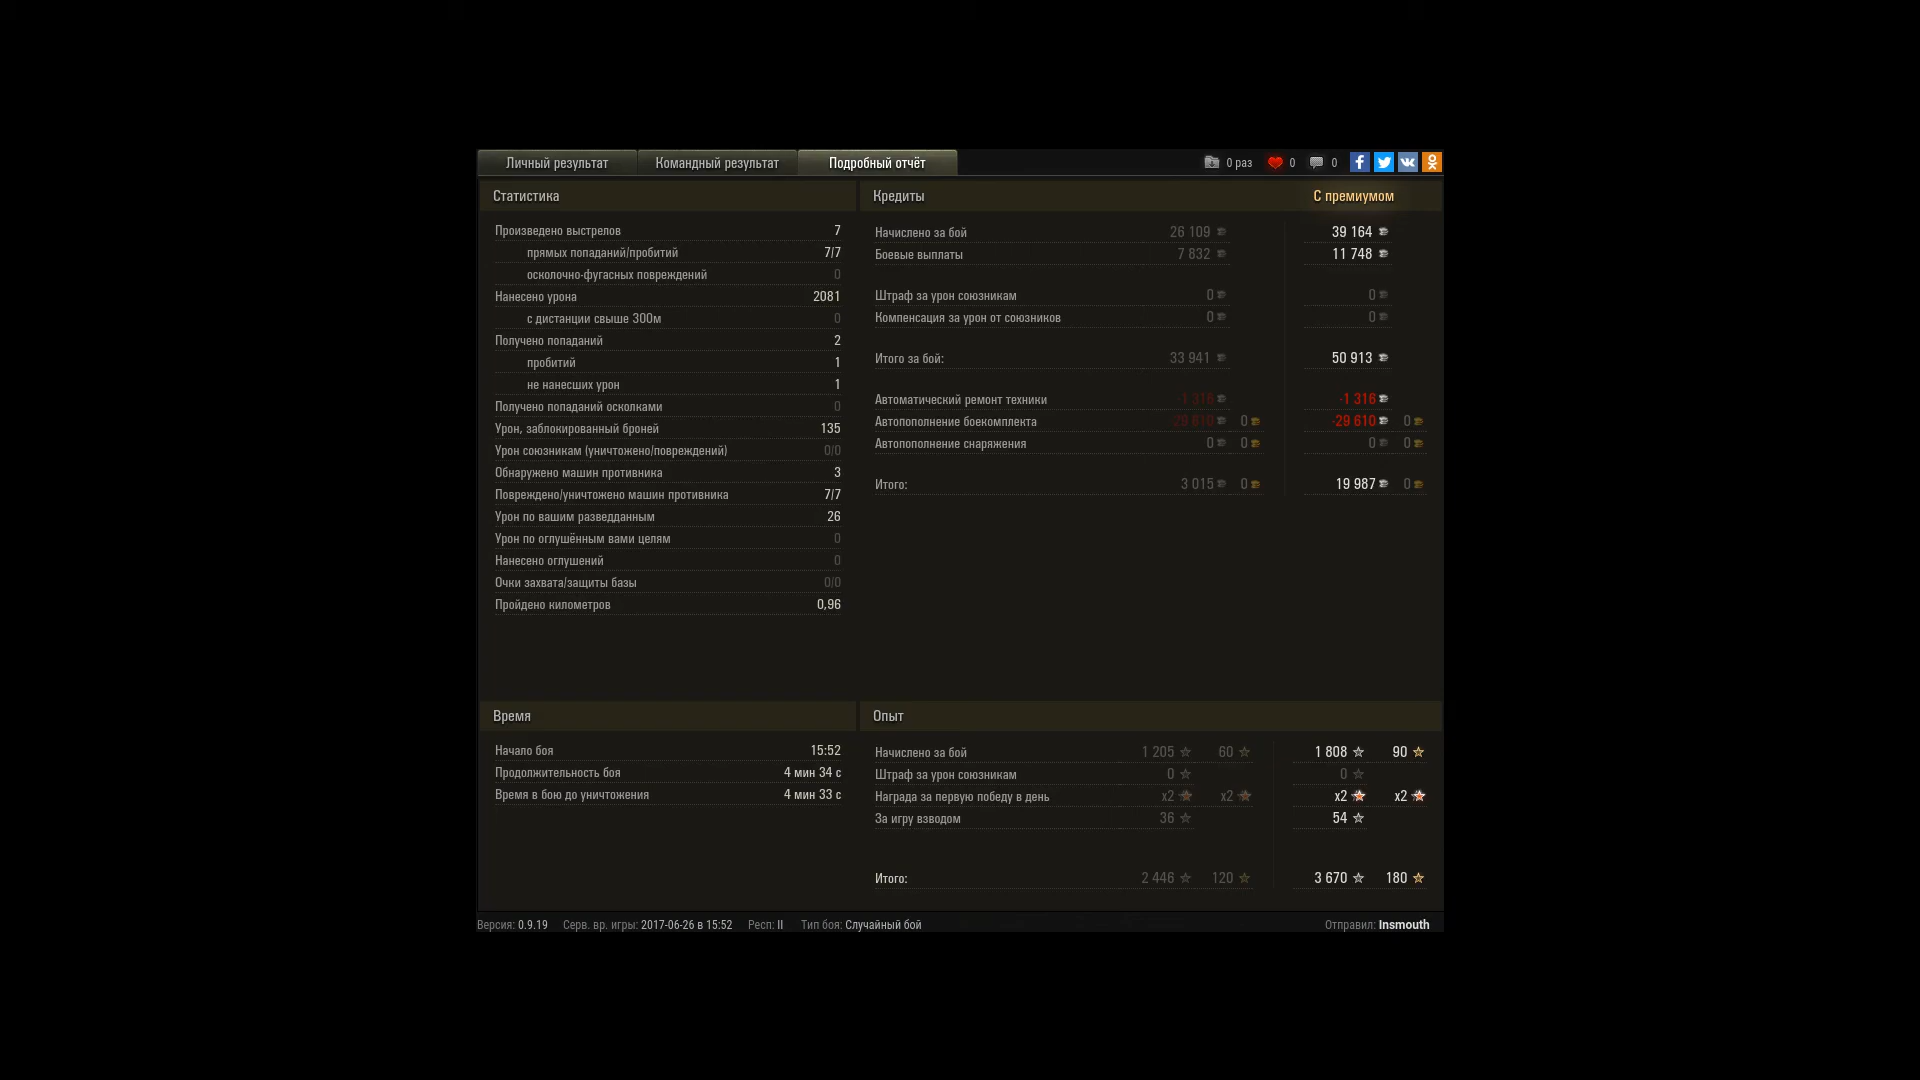 Личный результат Командный результат Подробный отчёт 0 раз 0 0
Статистика
Произведено выстрелов 7
прямых попаданий/пробитий 7/7
осколочно-фугасных повреждений 0
Нанесено урона 2081
с дистанции свыше 300м 0
Получено попаданий 2
пробитий 1
не нанесших урон 1
Получено попаданий осколками 0
Урон, заблокированный броней 135
Урон союзникам (уничтожено/повреждений) 0/0
Обнаружено машин противника 3
Повреждено/уничтожено машин противника 7/7
Урон по вашим разведданным 26
Урон по оглушённым вами целям 0
Нанесено оглушений 0
Очки захвата/защиты базы 0/0
Пройдено километров 0,96
Кредиты С премиумом
Начислено за бой 26 109 39 164
Боевые выплаты 7 832 11 748
Штраф за урон союзникам 0 0
Компенсация за урон от союзников 0 0
Итого за бой: 33 941 50 913
Автоматический ремонт техники -1 316 -1 316
Автопополнение боекомплекта -29 610 0 -29 610 0
Автопополнение снаряжения 0 0 0 0
Итого: 3 015 0 19 987 0
Время
Начало боя 15:52
Продолжительность боя 4 мин 34 с
Время в бою до уничтожения 4 мин 33 с
Опыт
Начислено за бой 1 205 60 1 808 90
Штраф за урон союзникам 0 0
Награда за первую победу в день x2 x2 x2 x2
За игру взводом 36 54
Итого: 2 446 120 3 670 180
Версия: 0.9.19 Серв. вр. игры: 2017-06-26 в 15:52 Респ: II Тип боя: Случайный бой Отправил: Insmouth